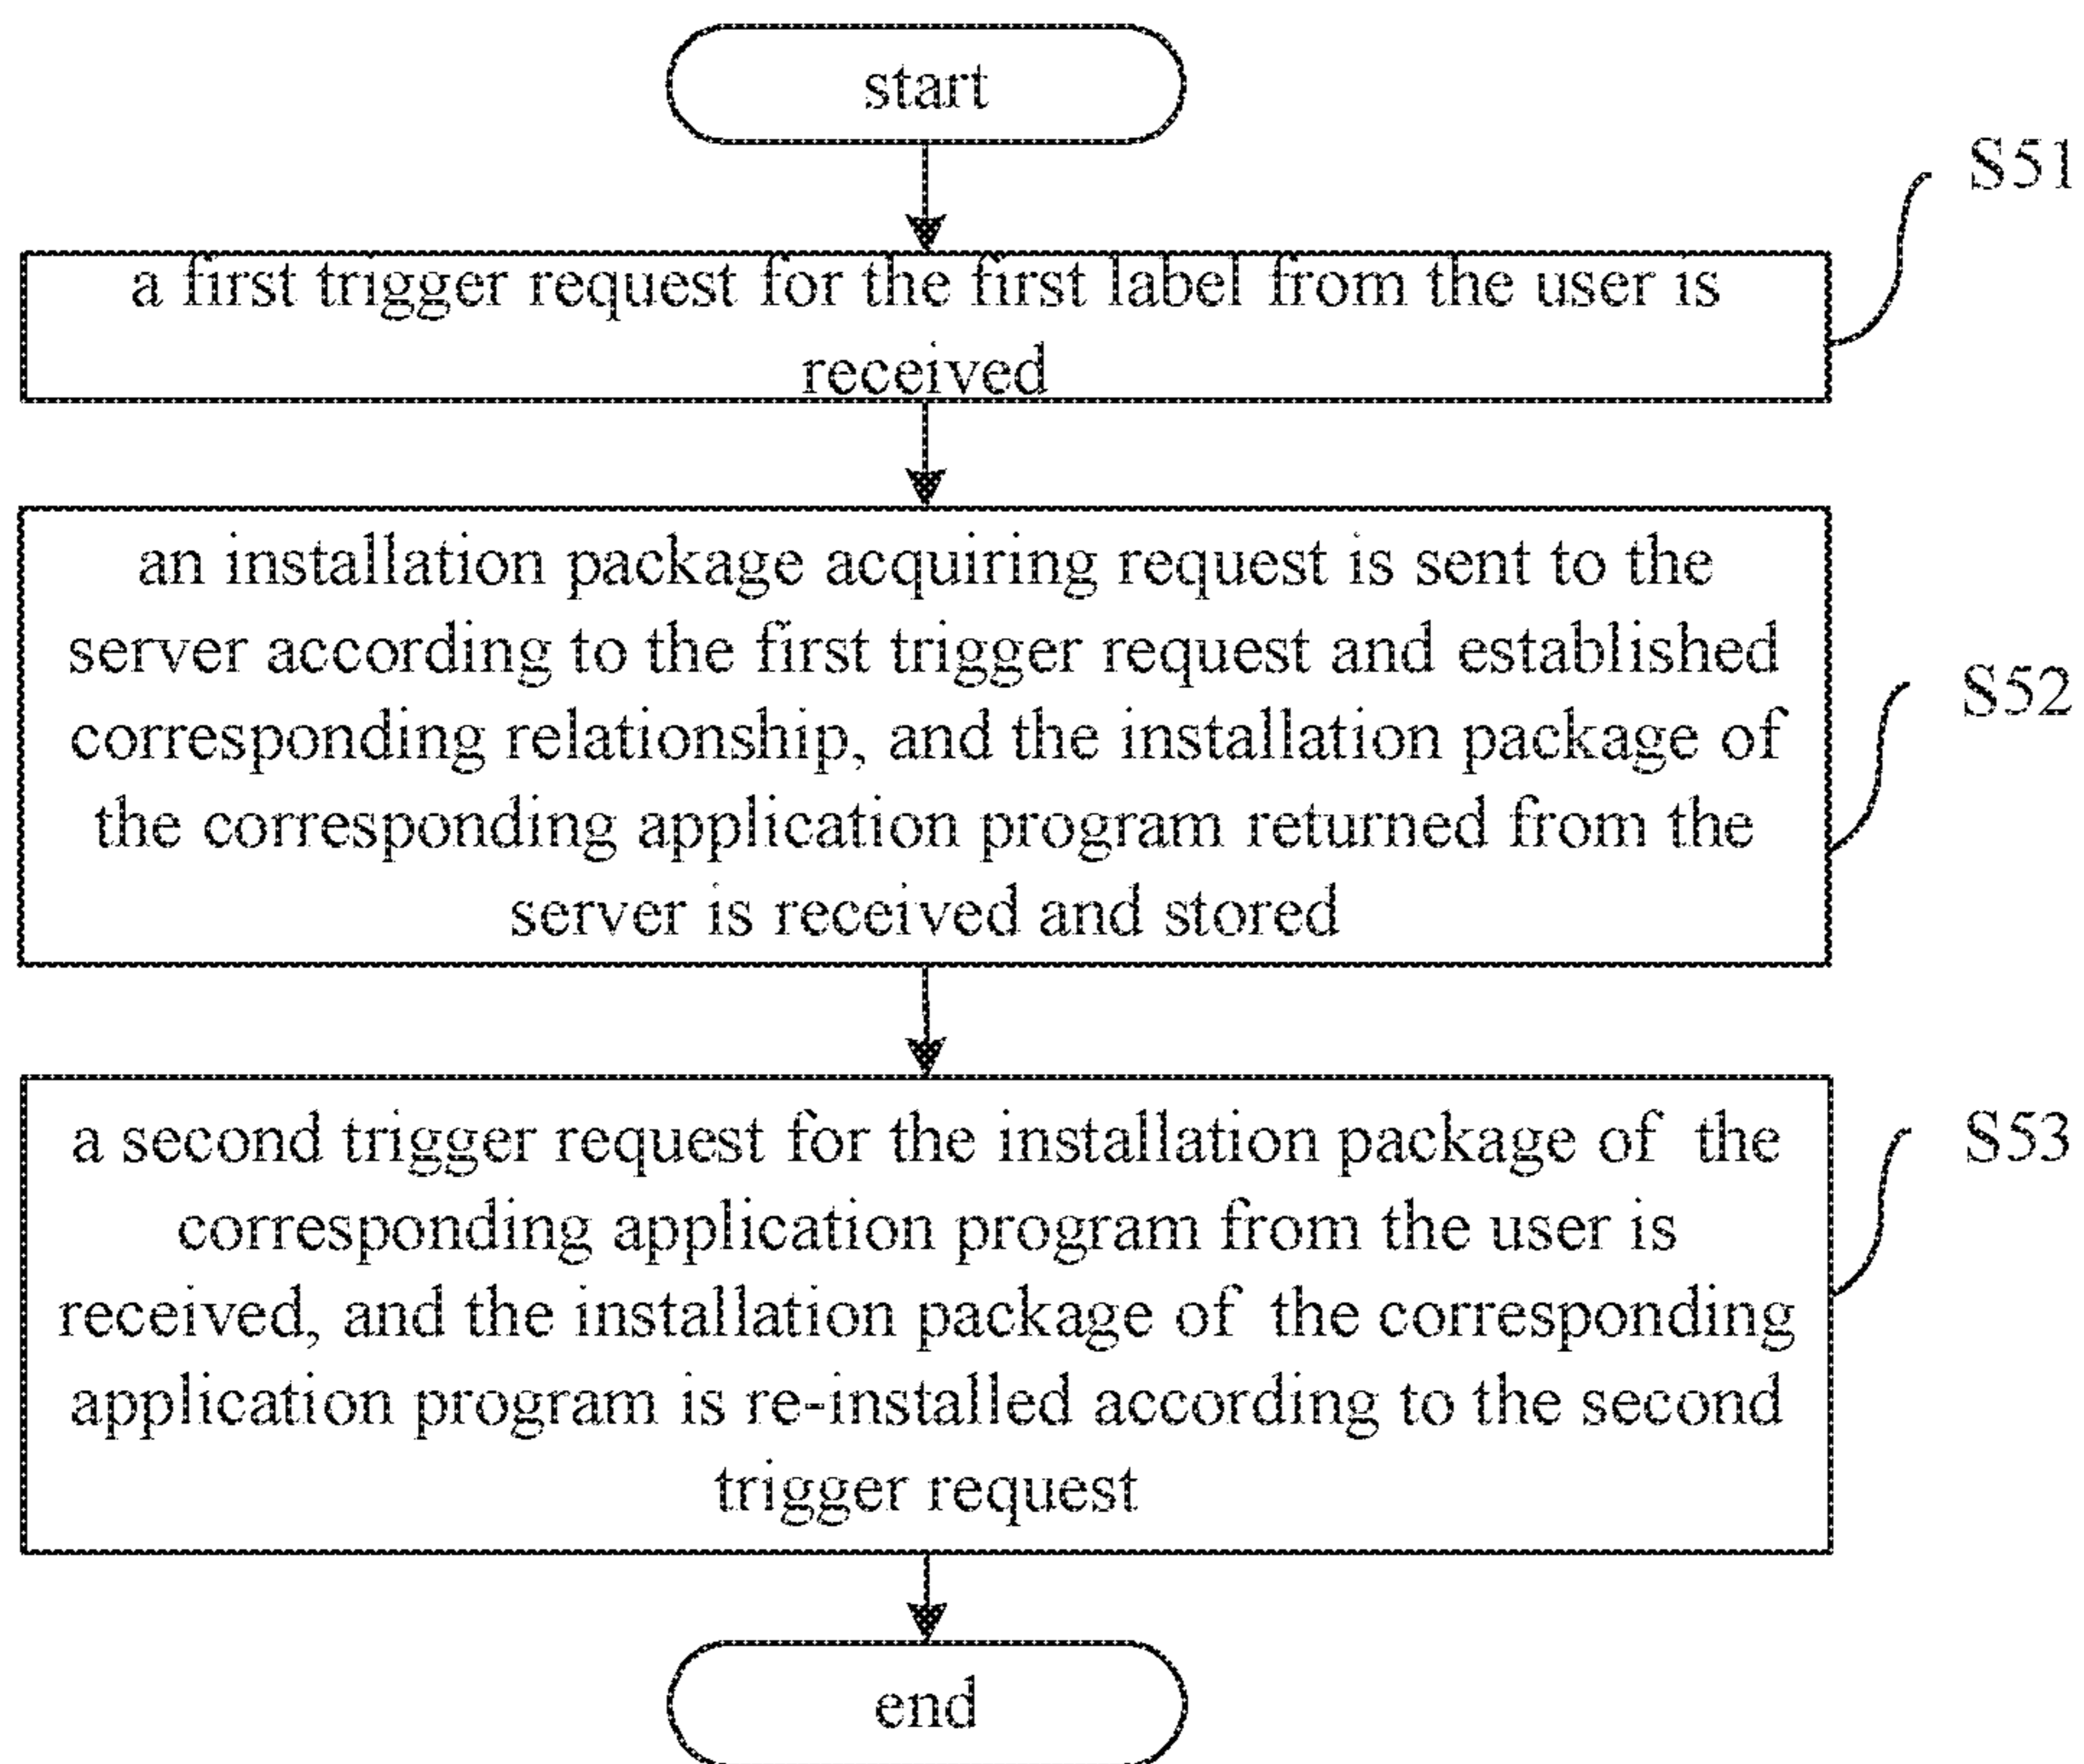 start
S51
a first trigger request for the first label from the user is
received
an installation package acquiring request is sent to the
server according to the first trigger request and established
corresponding relationship, and the installation package of
the corresponding application program returned from the
server is received and stored
S52
a second trigger request for the installation package of the
corresponding application program from the user is
received, and the installation package of the corresponding
application program is re-installed according to the second
trigger request
S53
end